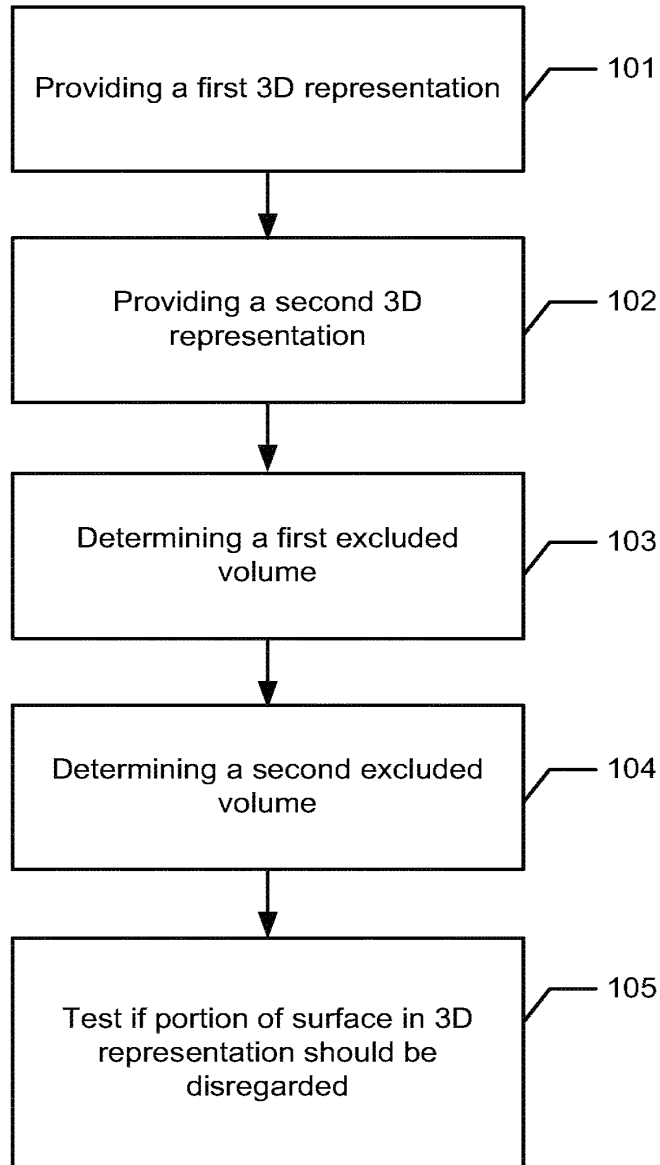 Providing a first 3D representation
101
Providing a second 3D
representation
102
Determining a first excluded
volume
103
Determining a second excluded
volume
104
Test if portion of surface in 3D
representation should be
disregarded
105